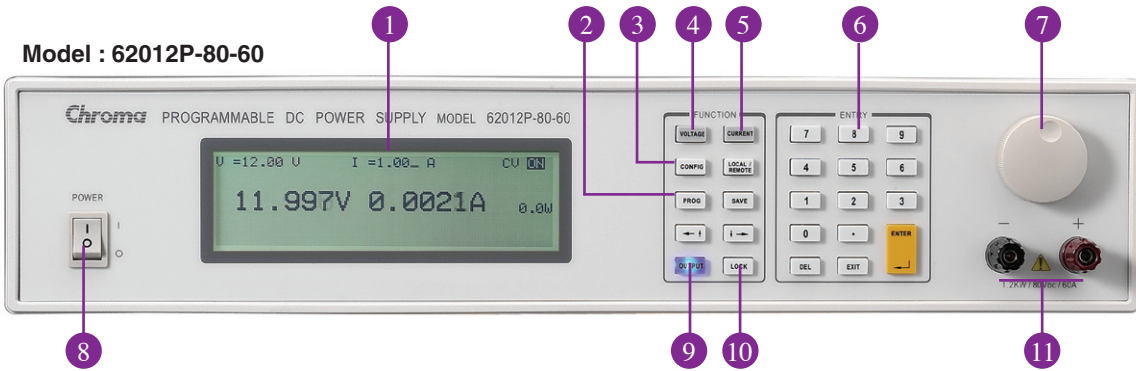 1
2
3
4
5
6
7
Model : 62012P-80-60
Chroma PROGRAMMABLE DC POWER SUPPLY MODEL 62012P-80-60
V =12.00 V I =1.00_ A CV ON
11.997V 0.0021A 0.0W
POWER
I
O
I
O
FUNCTION
VOLTAGE CURRENT
CONFIG LOCAL / REMOTE
PROG SAVE
OUTPUT LOCK
ENTRY
7 8 9
4 5 6
1 2 3
0 . ENTER
DEL EXIT
- +
1.2KW / 80Vdc / 60A
8
9
10
11